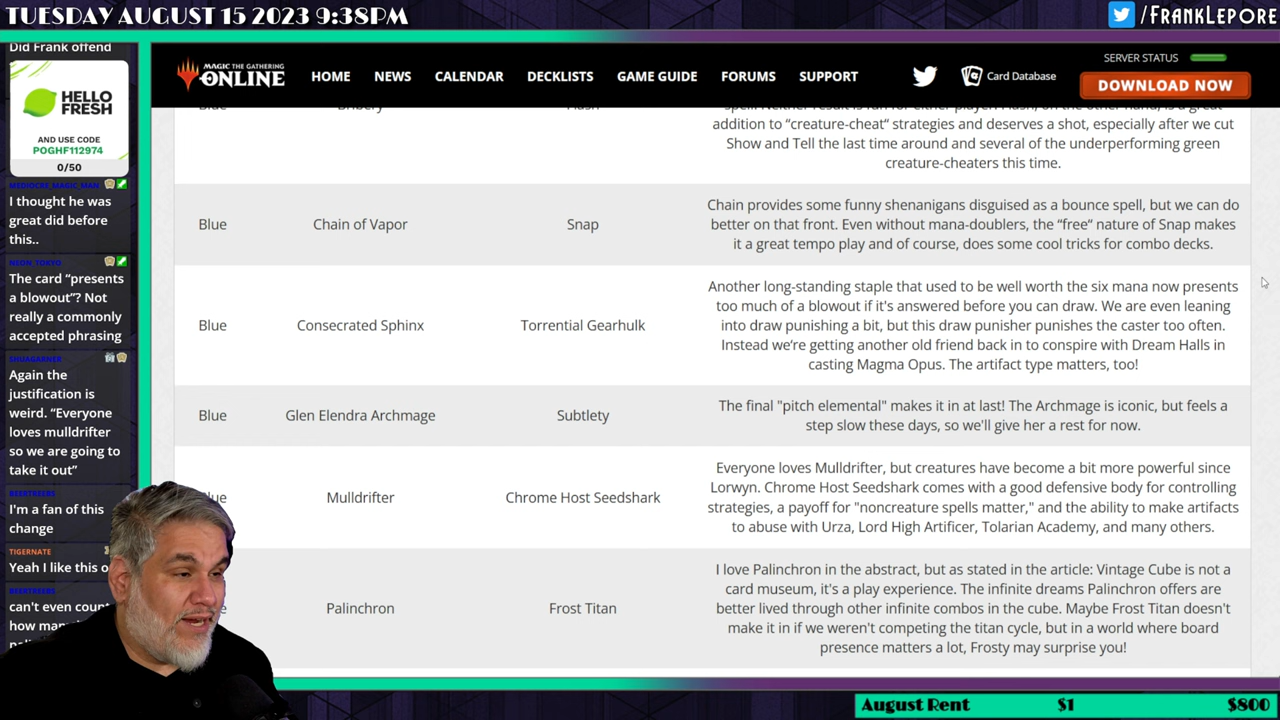 TUESDAY AUGUST 15 2023 9:38PM
/FRANKLEPORE
Did Frank offend
HELLO
FRESH
AND USE CODE
POGHF112974
0/50
MEDIOCRE_MAGIC_MAN
I thought he was
great did before
this..
NEON_TOKYO
The card “presents
a blowout”? Not
really a commonly
accepted phrasing
SHUAGARNER
Again the
justification is
weird. “Everyone
loves mulldrifter
so we are going to
take it out”
BEERTREEBS
I'm a fan of this
change
TIGERNATE
Yeah I like this o
BEERTREEBS
can't even coun
how man
MAGIC THE GATHERING
ONLINE
HOME
NEWS
CALENDAR
DECKLISTS
GAME GUIDE
FORUMS
SUPPORT
Card Database
SERVER STATUS
DOWNLOAD NOW
addition to “creature-cheat“ strategies and deserves a shot, especially after we cut
Show and Tell the last time around and several of the underperforming green
creature-cheaters this time.
Blue
Chain of Vapor
Snap
Chain provides some funny shenanigans disguised as a bounce spell, but we can do
better on that front. Even without mana-doublers, the “free“ nature of Snap makes
it a great tempo play and of course, does some cool tricks for combo decks.
Blue
Consecrated Sphinx
Torrential Gearhulk
Another long-standing staple that used to be well worth the six mana now presents
too much of a blowout if it's answered before you can draw. We are even leaning
into draw punishing a bit, but this draw punisher punishes the caster too often.
Instead we’re getting another old friend back in to conspire with Dream Halls in
casting Magma Opus. The artifact type matters, too!
Blue
Glen Elendra Archmage
Subtlety
The final "pitch elemental" makes it in at last! The Archmage is iconic, but feels a
step slow these days, so we'll give her a rest for now.
Mulldrifter
Chrome Host Seedshark
Everyone loves Mulldrifter, but creatures have become a bit more powerful since
Lorwyn. Chrome Host Seedshark comes with a good defensive body for controlling
strategies, a payoff for "noncreature spells matter," and the ability to make artifacts
to abuse with Urza, Lord High Artificer, Tolarian Academy, and many others.
Palinchron
Frost Titan
I love Palinchron in the abstract, but as stated in the article: Vintage Cube is not a
card museum, it's a play experience. The infinite dreams Palinchron offers are
better lived through other infinite combos in the cube. Maybe Frost Titan doesn't
make it in if we weren't competing the titan cycle, but in a world where board
presence matters a lot, Frosty may surprise you!
August Rent
$1
$800